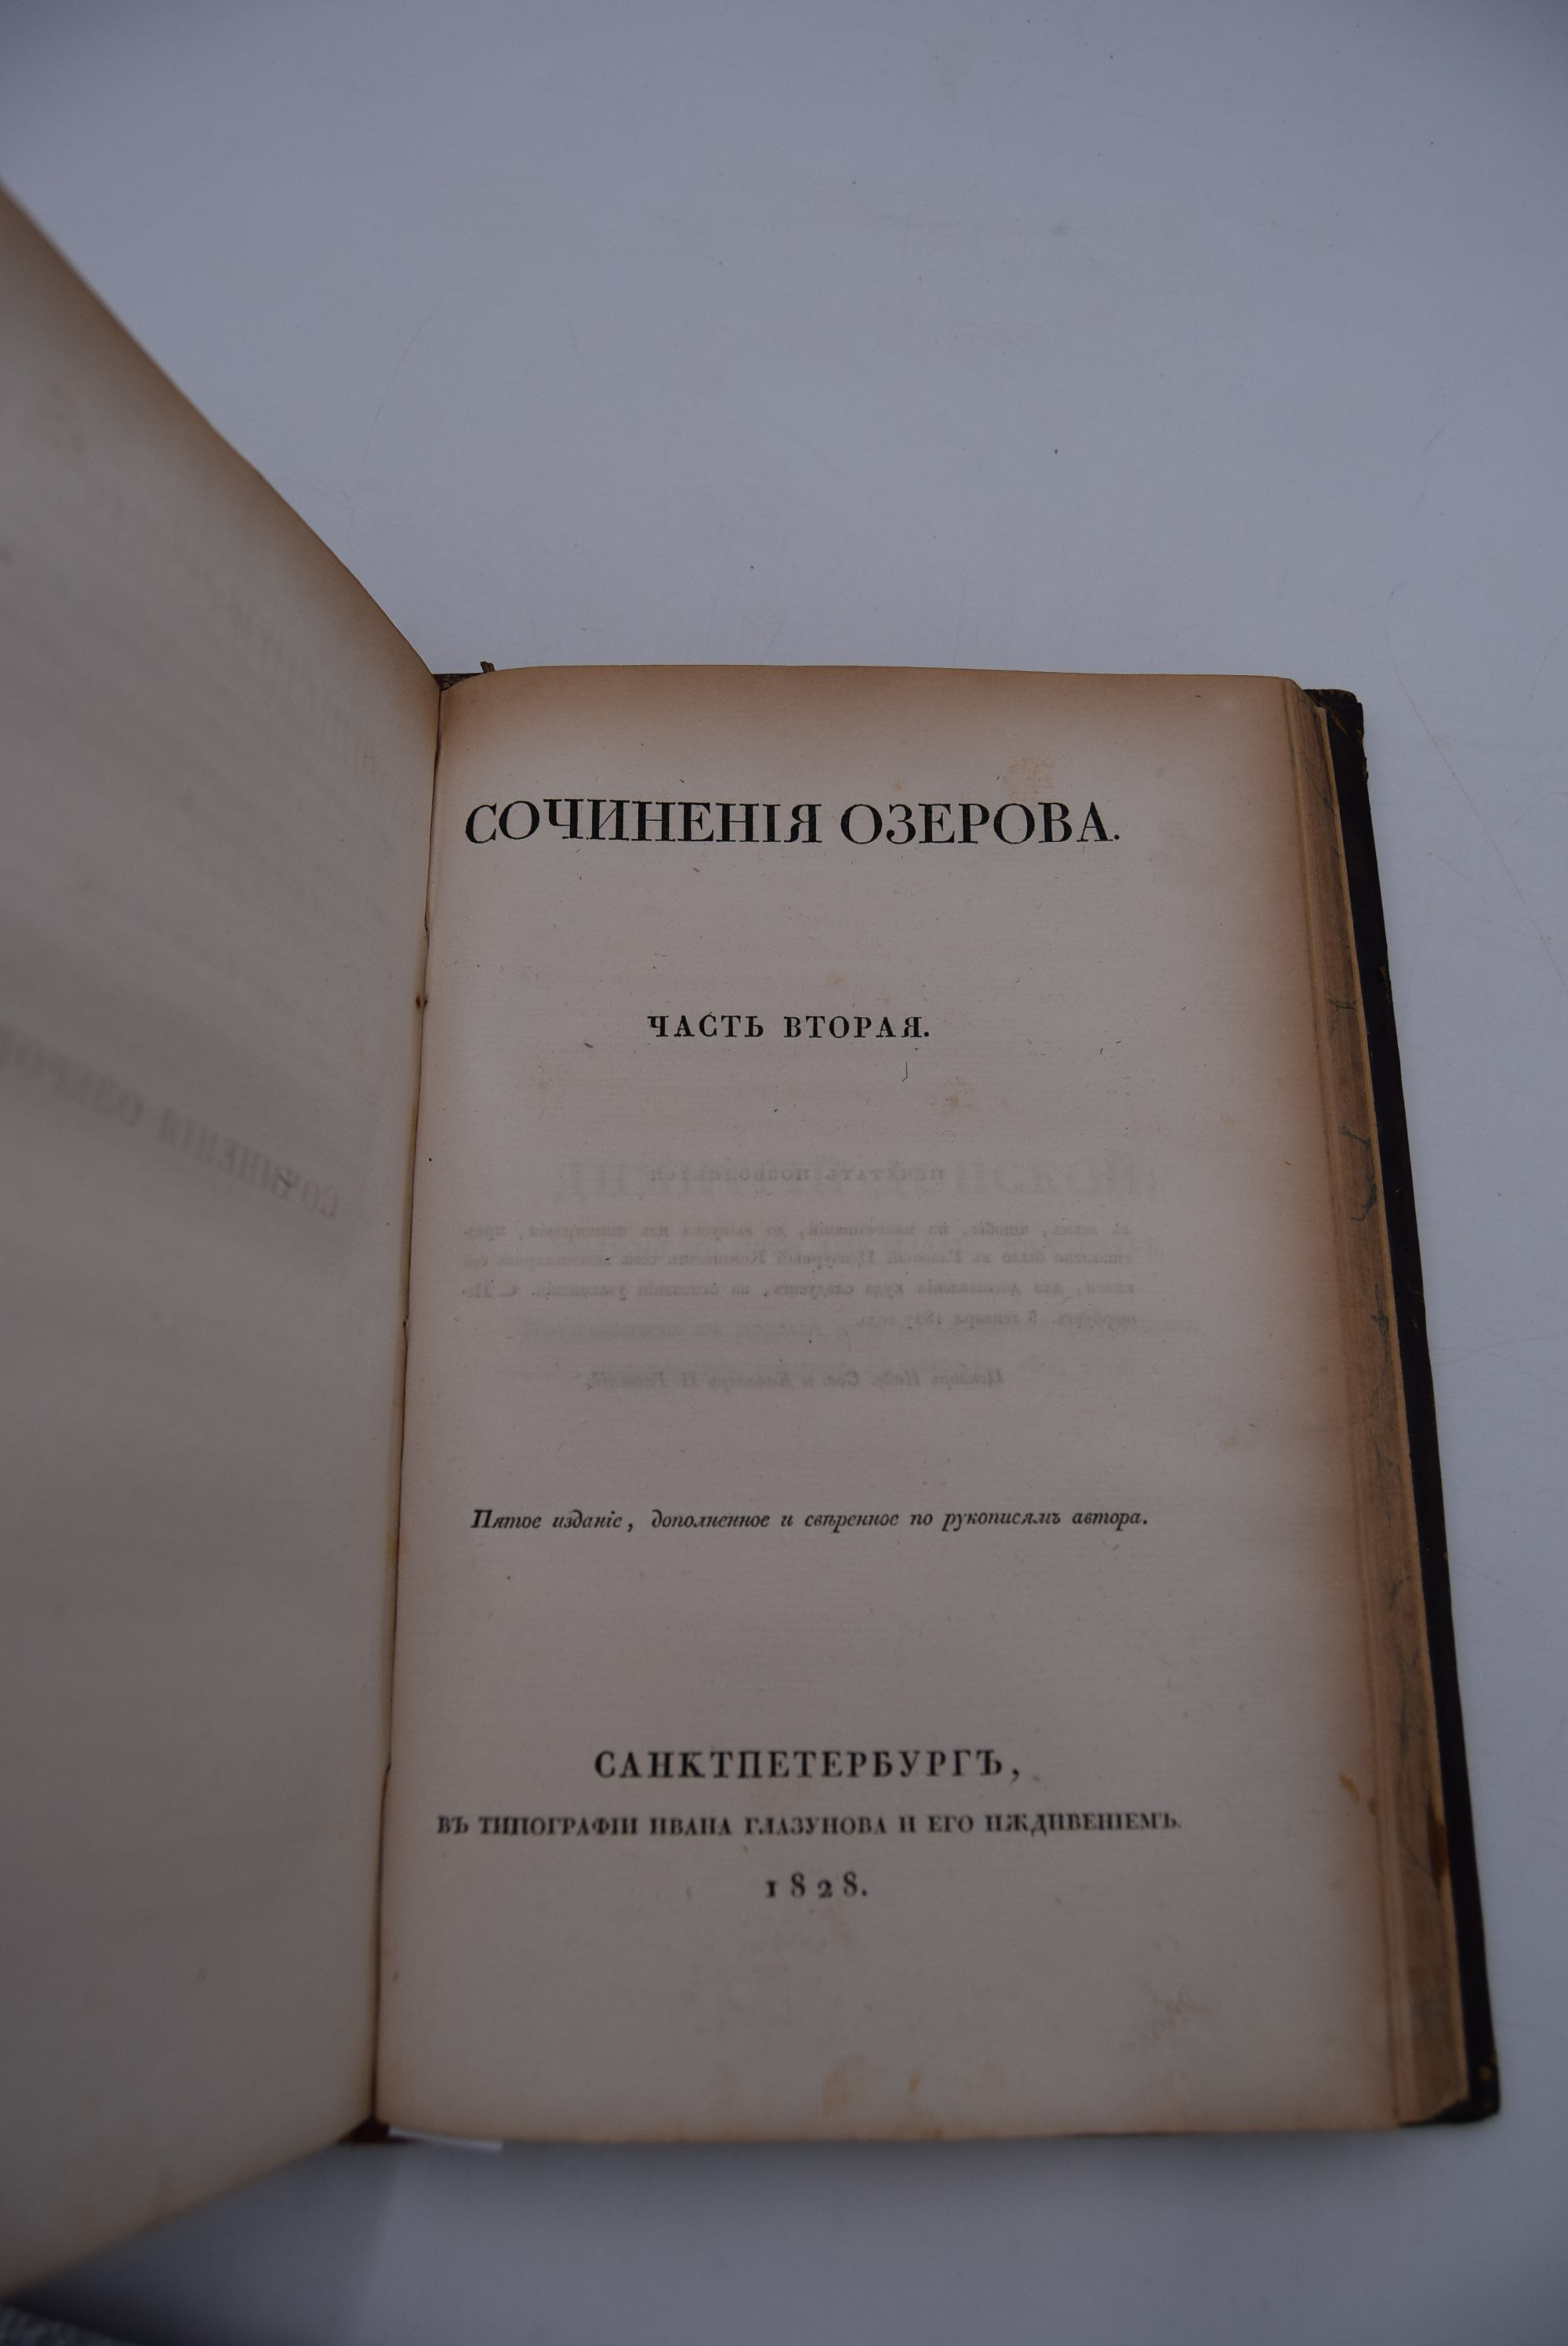 СОЧИНЕНІЯ ОЗЕРОВА.
ЧАСТЬ ВТОРАЯ.
Пятое изданіе, дополненное и свѣренное по рукописямъ автора.
САНКТПЕТЕРБУРГЪ,
ВЪ ТИПОГРАФІИ ИВАНА ГЛАЗУНОВА И ЕГО ИЖДИВЕНІЕМЪ.
1828.